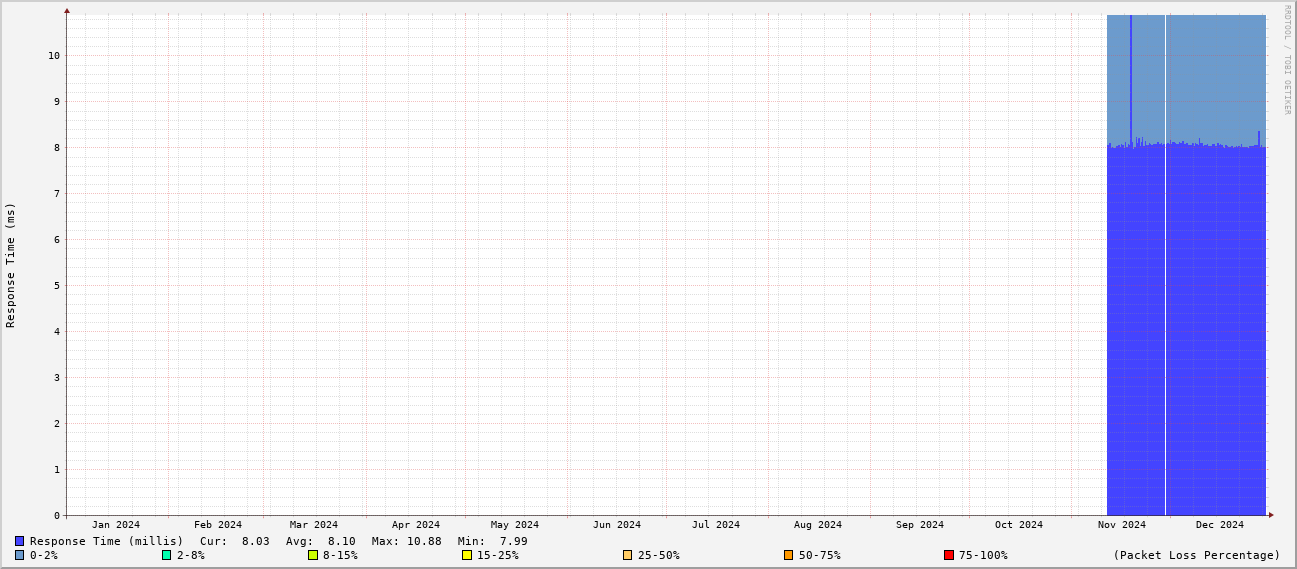 RRDTOOL / TOBI OETIKER
Response Time (ms)
10
9
8
7
6
5
4
3
2
1
0
Jan 2024 Feb 2024 Mar 2024 Apr 2024 May 2024 Jun 2024 Jul 2024 Aug 2024 Sep 2024 Oct 2024 Nov 2024 Dec 2024
Response Time (millis) Cur: 8.03 Avg: 8.10 Max: 10.88 Min: 7.99
0-2% 2-8% 8-15% 15-25% 25-50% 50-75% 75-100% (Packet Loss Percentage)